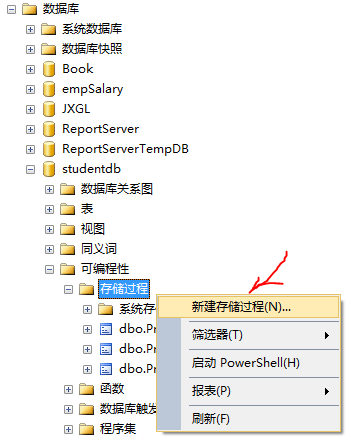 数据库
系统数据库
数据库快照
Book
empSalary
JXGL
ReportServer
ReportServerTempDB
studentdb
数据库关系图
表
视图
同义词
可编程性
存储过程
新建存储过程(N)...
系统存
dbo.Pr
筛选器(T)
dbo.Pr
启动 PowerShell(H)
dbo.Pr
报表(P)
函数
数据库触发
刷新(F)
程序集